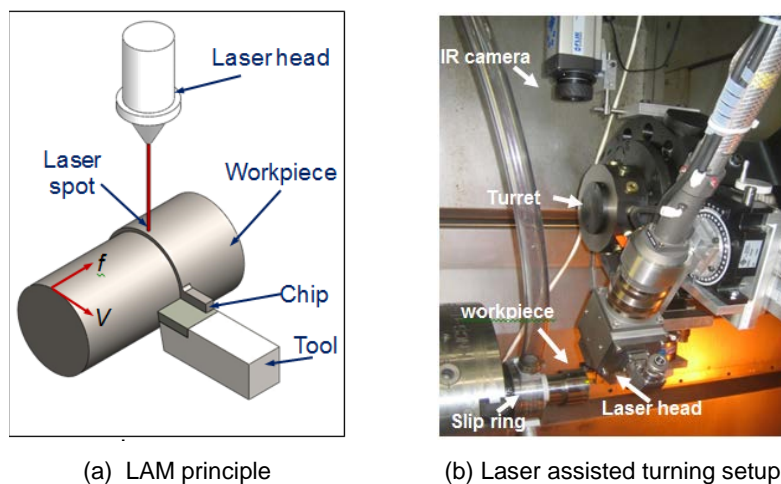 Laser head
Laser
spot
Workpiece
f
V
Chip
Tool
IR camera
Turret
workpiece
Slip ring
Laser head
(a) LAM principle
(b) Laser assisted turning setup